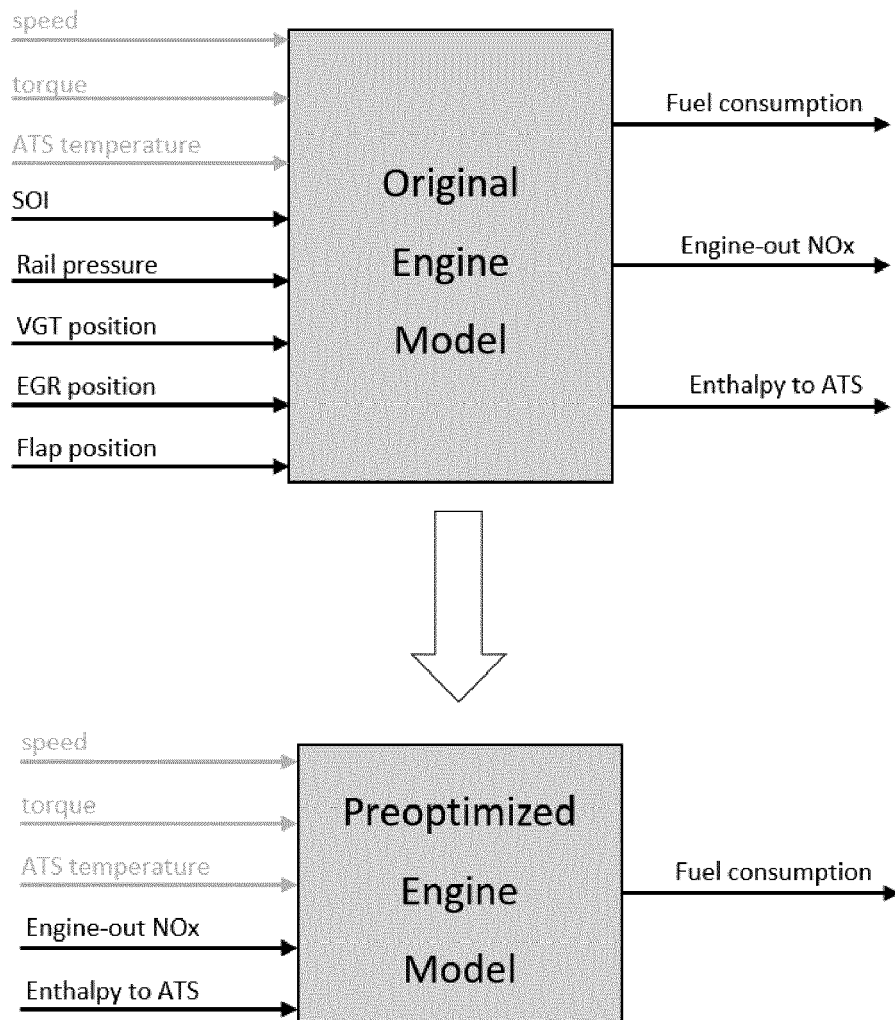 speed
torque
ATS temperature
SOI
Rail pressure
VGT position
EGR position
Flap position
Original
Engine
Model
Fuel consumption
Engine-out NOx
Enthalpy to ATS
speed
torque
ATS temperature
Engine-out NOx
Enthalpy to ATS
Preoptimized
Engine
Model
Fuel consumption